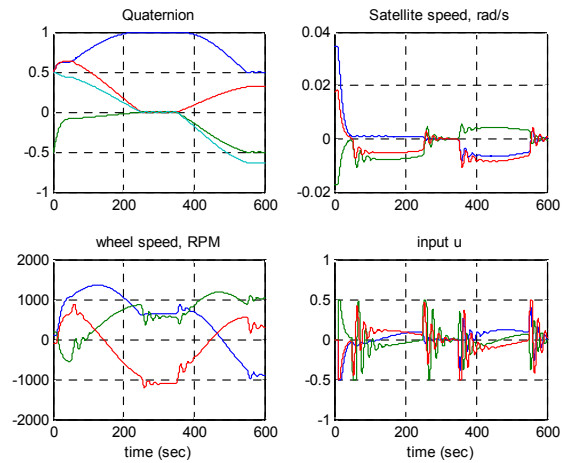 Quaternion
1
0.5
0
-0.5
-1
0 200 400 600
Satellite speed, rad/s
0.04
0.02
0
-0.02
0 200 400 600
wheel speed, RPM
2000
1000
0
-1000
-2000
0 200 400 600
time (sec)
input u
1
0.5
0
-0.5
-1
0 200 400 600
time (sec)